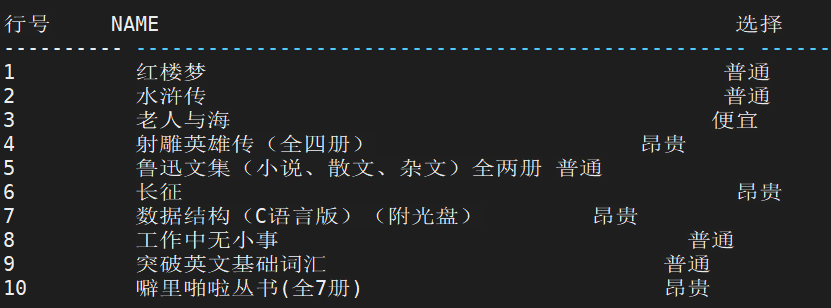 行号 NAME 选择
---------- ---------------------------------------------------- ------
1 红楼梦 普通
2 水浒传 普通
3 老人与海 便宜
4 射雕英雄传（全四册） 昂贵
5 鲁迅文集（小说、散文、杂文）全两册 普通
6 长征 昂贵
7 数据结构（C语言版）（附光盘） 昂贵
8 工作中无小事 普通
9 突破英文基础词汇 普通
10 噼里啪啦丛书(全7册) 昂贵